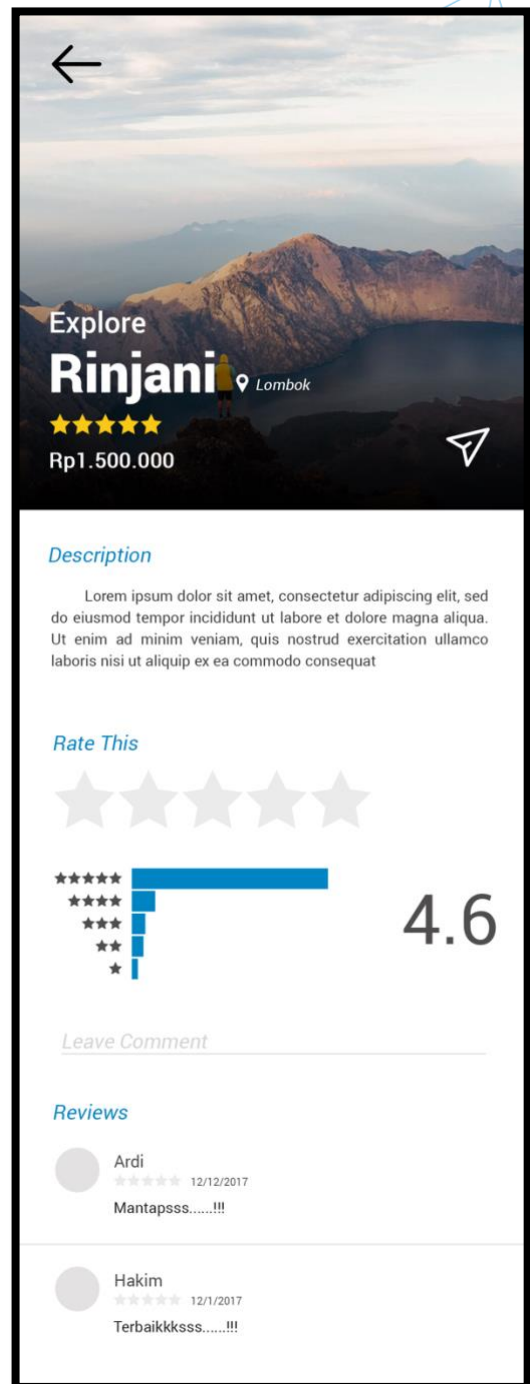 Explore
Rinjani Lombok
Rp1.500.000
Description
Lorem ipsum dolor sit amet, consectetur adipiscing elit, sed
do eiusmod tempor incididunt ut labore et dolore magna aliqua.
Ut enim ad minim veniam, quis nostrud exercitation ullamco
laboris nisi ut aliquip ex ea commodo consequat
Rate This
4.6
Leave Comment
Reviews
Ardi
12/12/2017
Mantapsss......!!!
Hakim
12/1/2017
Terbaikkksss......!!!